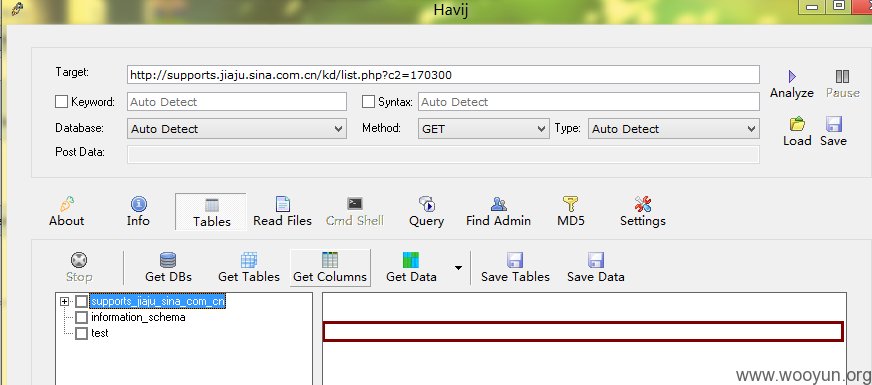 Havij
Target: http://supports.jiaju.sina.com.cn/kd/list.php?c2=170300
Analyze Pause
Keyword: Auto Detect Syntax: Auto Detect
Database: Auto Detect Method: GET Type: Auto Detect
Load Save
Post Data:
About Info Tables Read Files Cmd Shell Query Find Admin MD5 Settings
Stop Get DBs Get Tables Get Columns Get Data Save Tables Save Data
supports_jiaju_sina_com_cn
information_schema
test
www.wooyun.org